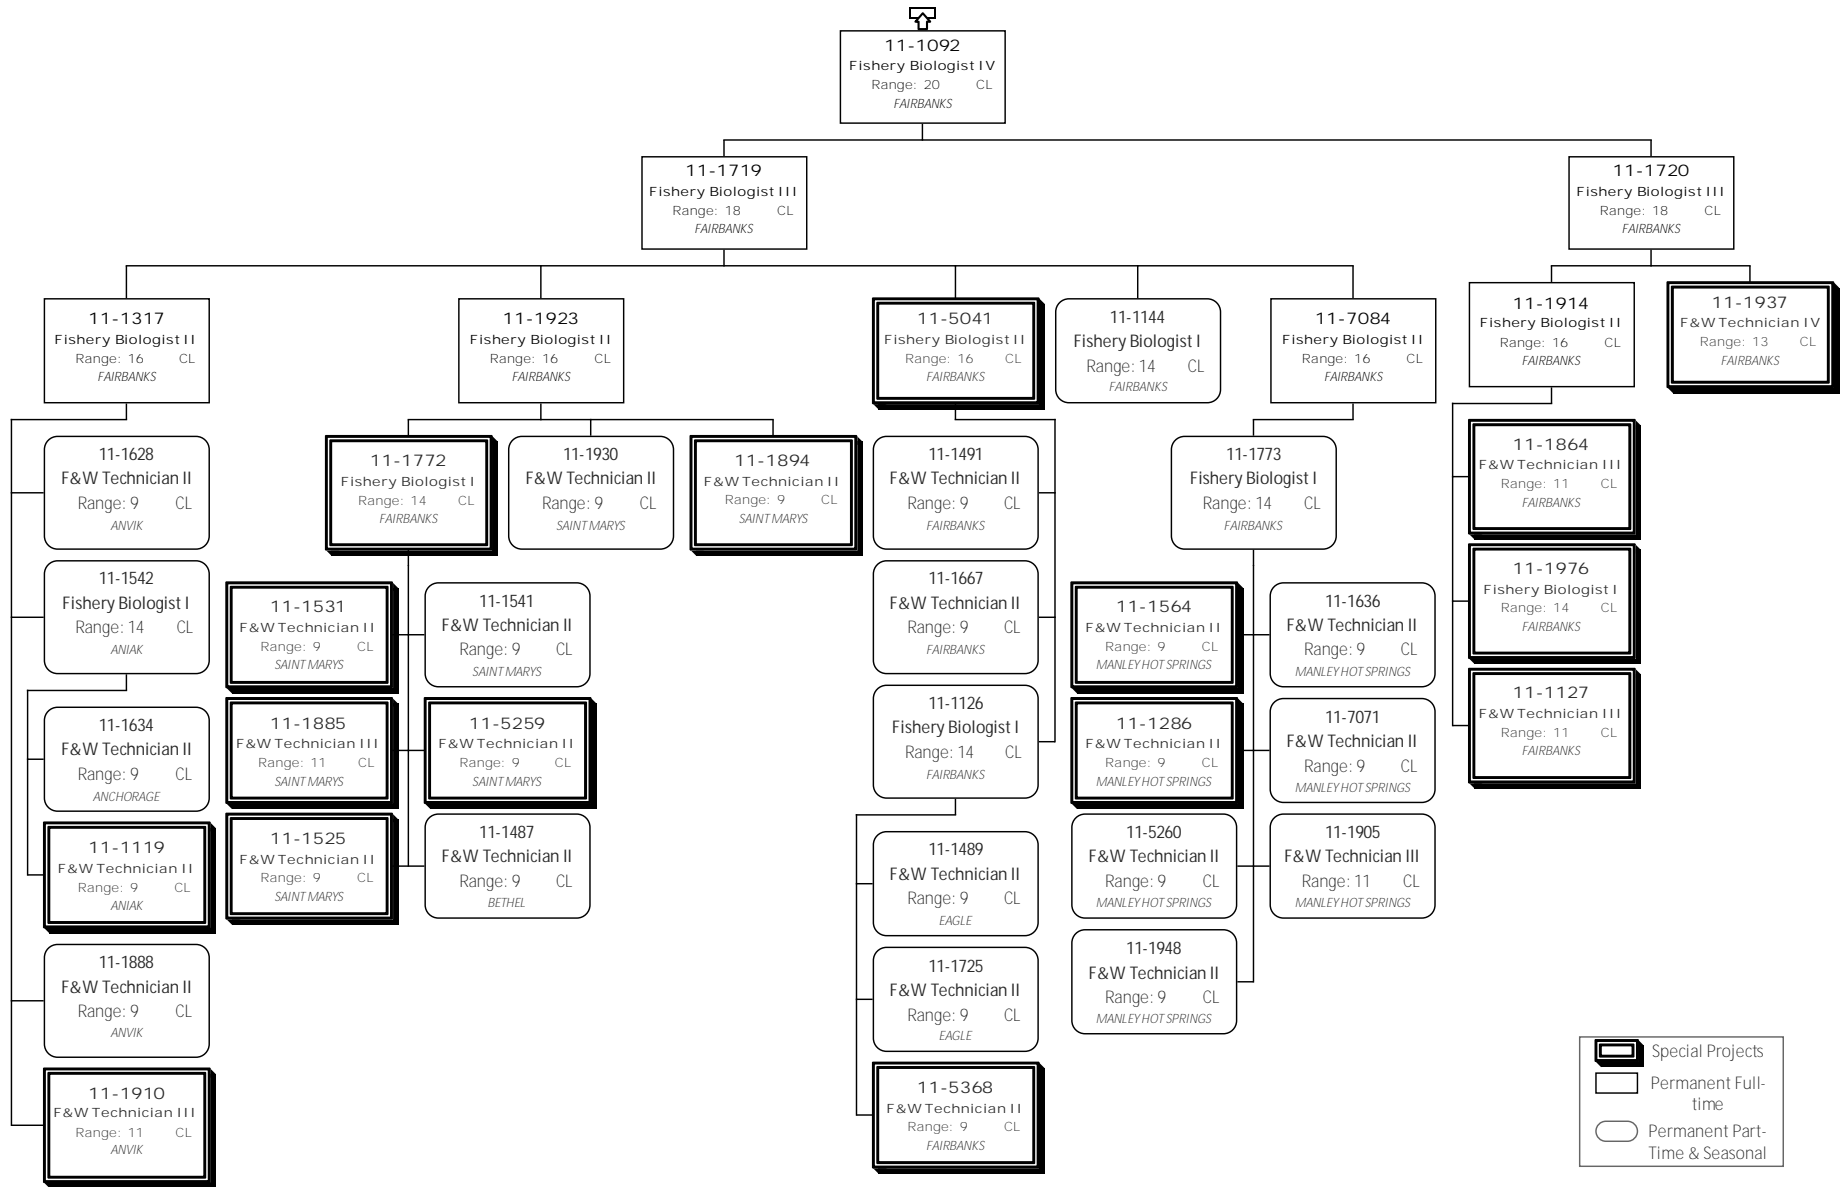 11-1092
Fishery Biologist IV
Range: 20 CL
FAIRBANKS
11-1719
Fishery Biologist III
Range: 18 CL
FAIRBANKS
11-1720
Fishery Biologist III
Range: 18 CL
FAIRBANKS
11-1317
Fishery Biologist II
Range: 16 CL
FAIRBANKS
11-1923
Fishery Biologist II
Range: 16 CL
FAIRBANKS
11-5041
Fishery Biologist II
Range: 16 CL
FAIRBANKS
11-1144
Fishery Biologist I
Range: 14 CL
FAIRBANKS
11-7084
Fishery Biologist II
Range: 16 CL
FAIRBANKS
11-1914
Fishery Biologist II
Range: 16 CL
FAIRBANKS
11-1937
F&W Technician IV
Range: 13 CL
FAIRBANKS
11-1628
F&W Technician II
Range: 9 CL
ANVIK
11-1542
Fishery Biologist I
Range: 14 CL
ANIAK
11-1634
F&W Technician II
Range: 9 CL
ANCHORAGE
11-1119
F&W Technician II
Range: 9 CL
ANIAK
11-1888
F&W Technician II
Range: 9 CL
ANVIK
11-1910
F&W Technician III
Range: 11 CL
ANVIK
11-1772
Fishery Biologist I
Range: 14 CL
FAIRBANKS
11-1930
F&W Technician II
Range: 9 CL
SAINT MARYS
11-1894
F&W Technician II
Range: 9 CL
SAINT MARYS
11-1531
F&W Technician II
Range: 9 CL
SAINT MARYS
11-1541
F&W Technician II
Range: 9 CL
SAINT MARYS
11-1885
F&W Technician III
Range: 11 CL
SAINT MARYS
11-5259
F&W Technician II
Range: 9 CL
SAINT MARYS
11-1525
F&W Technician II
Range: 9 CL
SAINT MARYS
11-1487
F&W Technician II
Range: 9 CL
BETHEL
11-1491
F&W Technician II
Range: 9 CL
FAIRBANKS
11-1667
F&W Technician II
Range: 9 CL
FAIRBANKS
11-1126
Fishery Biologist I
Range: 14 CL
FAIRBANKS
11-1489
F&W Technician II
Range: 9 CL
EAGLE
11-1725
F&W Technician II
Range: 9 CL
EAGLE
11-5368
F&W Technician II
Range: 9 CL
FAIRBANKS
11-1773
Fishery Biologist I
Range: 14 CL
FAIRBANKS
11-1564
F&W Technician II
Range: 9 CL
MANLEY HOT SPRINGS
11-1636
F&W Technician II
Range: 9 CL
MANLEY HOT SPRINGS
11-1286
F&W Technician II
Range: 9 CL
MANLEY HOT SPRINGS
11-7071
F&W Technician II
Range: 9 CL
MANLEY HOT SPRINGS
11-5260
F&W Technician II
Range: 9 CL
MANLEY HOT SPRINGS
11-1905
F&W Technician III
Range: 11 CL
MANLEY HOT SPRINGS
11-1948
F&W Technician II
Range: 9 CL
MANLEY HOT SPRINGS
11-1864
F&W Technician III
Range: 11 CL
FAIRBANKS
11-1976
Fishery Biologist I
Range: 14 CL
FAIRBANKS
11-1127
F&W Technician III
Range: 11 CL
FAIRBANKS
Special Projects
Permanent Full-
time
Permanent Part-
Time & Seasonal